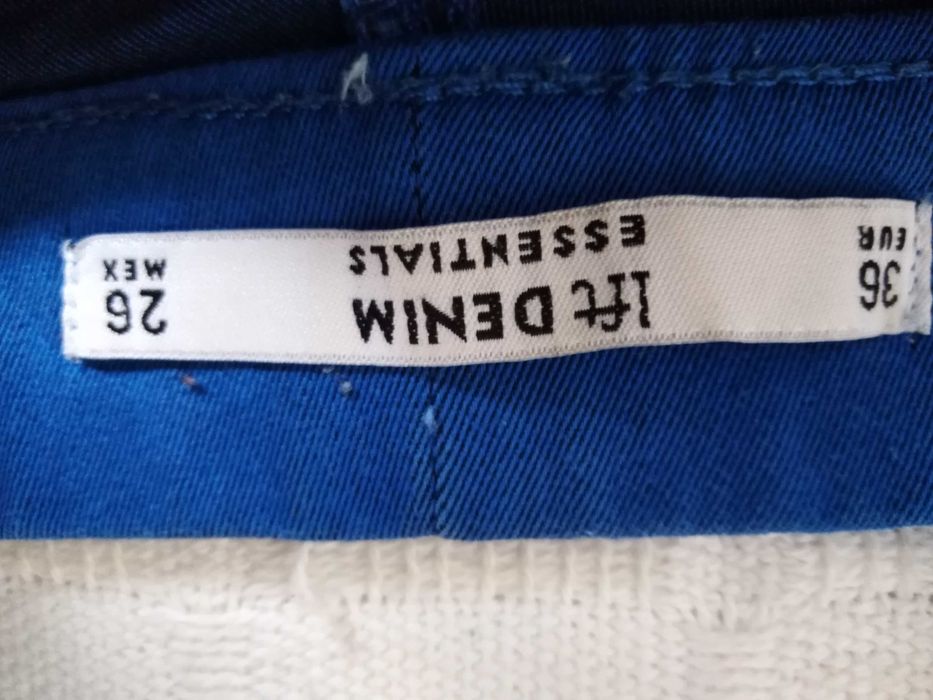 36
EUR
lft DENIM
ESSENTIALS
26
MEX